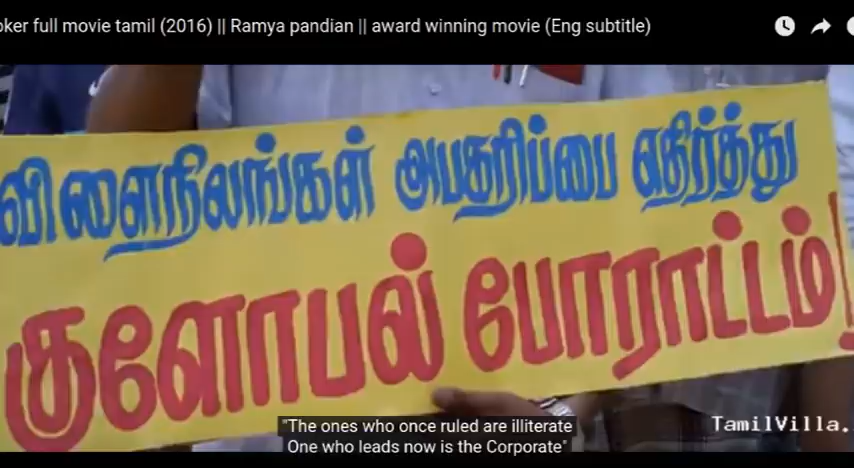 oker full movie tamil (2016) || Ramya pandian || award winning movie (Eng subtitle)
விளைநிலங்கள் அபகரிப்பை எதிர்த்து
குளோபல் போராட்டம்!
"The ones who once ruled are illiterate
One who leads now is the Corporate"
TamilVilla.